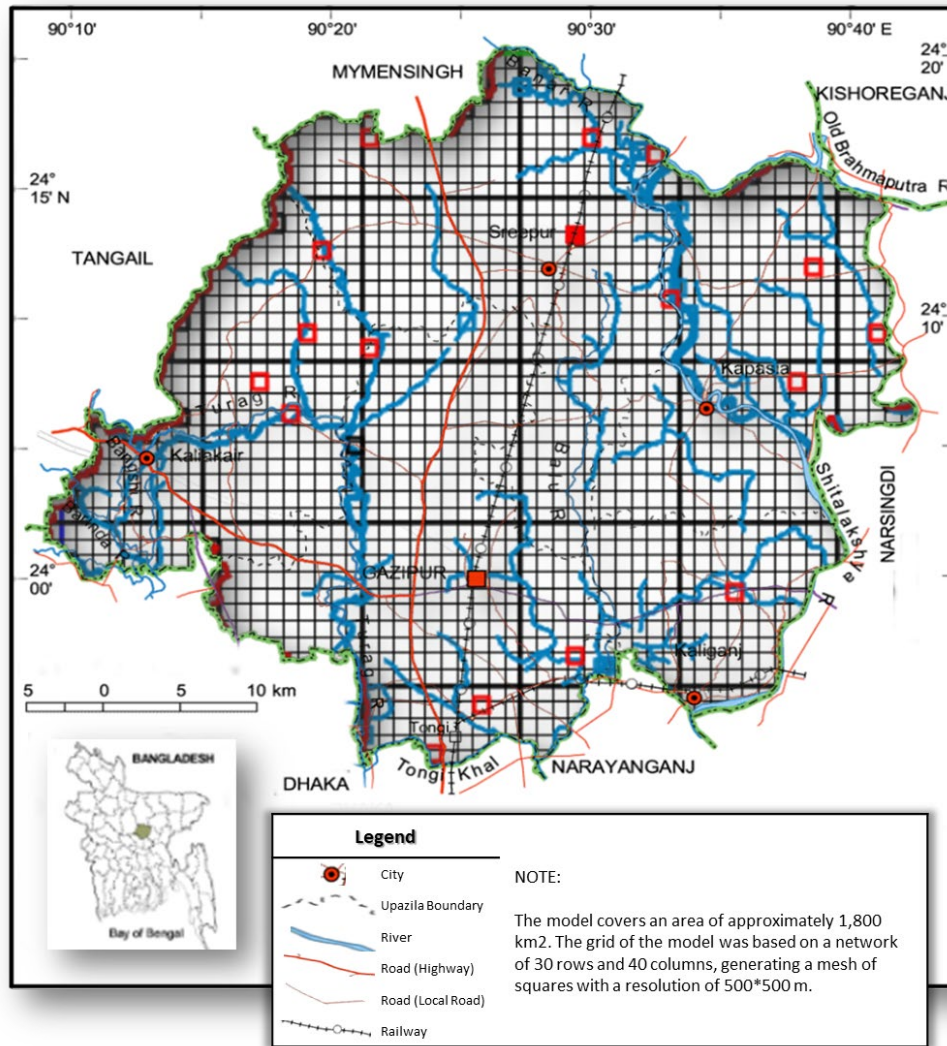 90°10'
90°20'
90°30'
90°40' E
24°
20'
MYMENSINGH
KISHOREGANJ
Banar R
Old Brahmaputra R
24°
15' N
TANGAIL
Sreepur
24°
10'
Kapasia
Turag R
Kaliakair
Bangshi R
Baur R
Shitalakshya R
NARSINGDI
24°
00'
GAZIPUR
Turag R
Kaliganj
5 0 5 10 km
Tongi
Tongi Khal
DHAKA
NARAYANGANJ
BANGLADESH
Bay of Bengal
Legend
City
Upazila Boundary
River
Road (Highway)
Road (Local Road)
Railway
NOTE:
The model covers an area of approximately 1,800
km2. The grid of the model was based on a network
of 30 rows and 40 columns, generating a mesh of
squares with a resolution of 500*500 m.